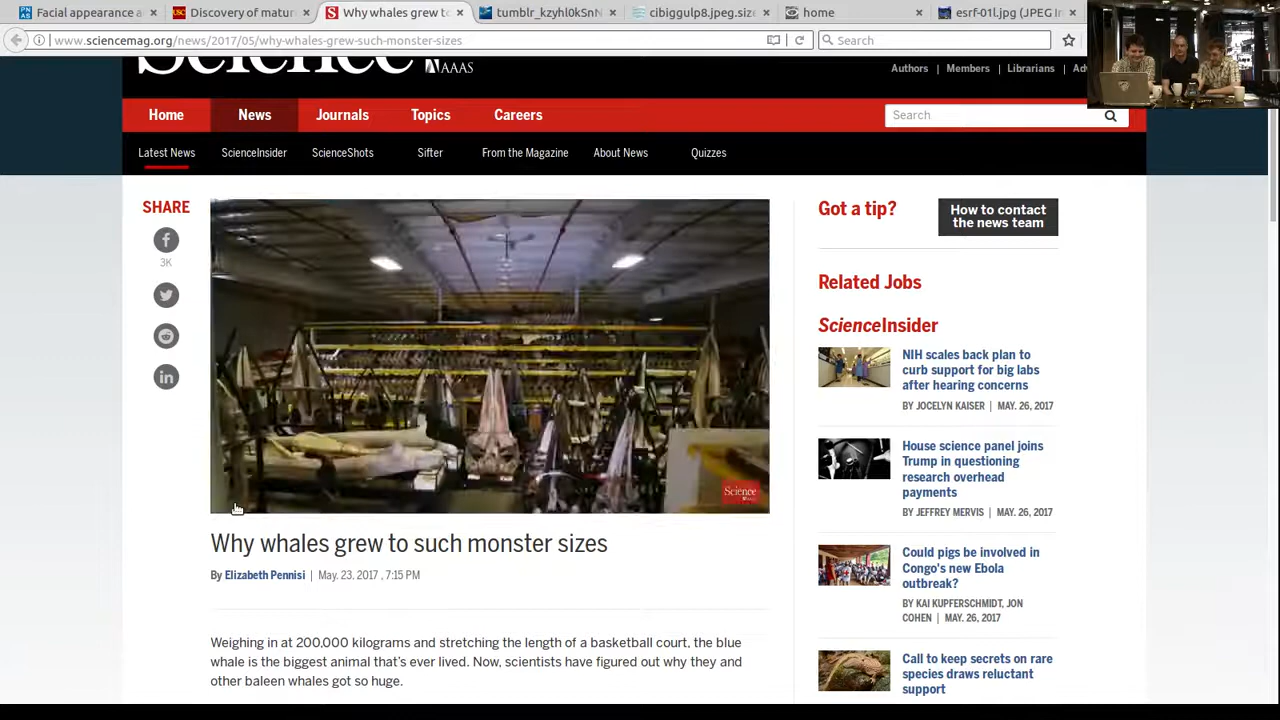 Facial appearance a
Discovery of matur
Why whales grew to
tumblr_kzyhl0kSnN
cibiggulp8.jpeg.siz
home
esrf-01l.jpg (JPEG I
www.sciencemag.org/news/2017/05/why-whales-grew-such-monster-sizes
Search
Science
AAAS
Authors | Members | Librarians | Adv
Home
News
Journals
Topics
Careers
Search
Latest News
ScienceInsider
ScienceShots
Sifter
From the Magazine
About News
Quizzes
SHARE
3K
Science
AAAS
Why whales grew to such monster sizes
By Elizabeth Pennisi | May. 23, 2017 , 7:15 PM
Weighing in at 200,000 kilograms and stretching the length of a basketball court, the blue
whale is the biggest animal that's ever lived. Now, scientists have figured out why they and
other baleen whales got so huge.
Got a tip?
How to contact
the news team
Related Jobs
ScienceInsider
NIH scales back plan to
curb support for big labs
after hearing concerns
BY JOCELYN KAISER | MAY. 26, 2017
House science panel joins
Trump in questioning
research overhead
payments
BY JEFFREY MERVIS | MAY. 26, 2017
Could pigs be involved in
Congo's new Ebola
outbreak?
BY KAI KUPFERSCHMIDT, JON
COHEN | MAY. 26, 2017
Call to keep secrets on rare
species draws reluctant
support